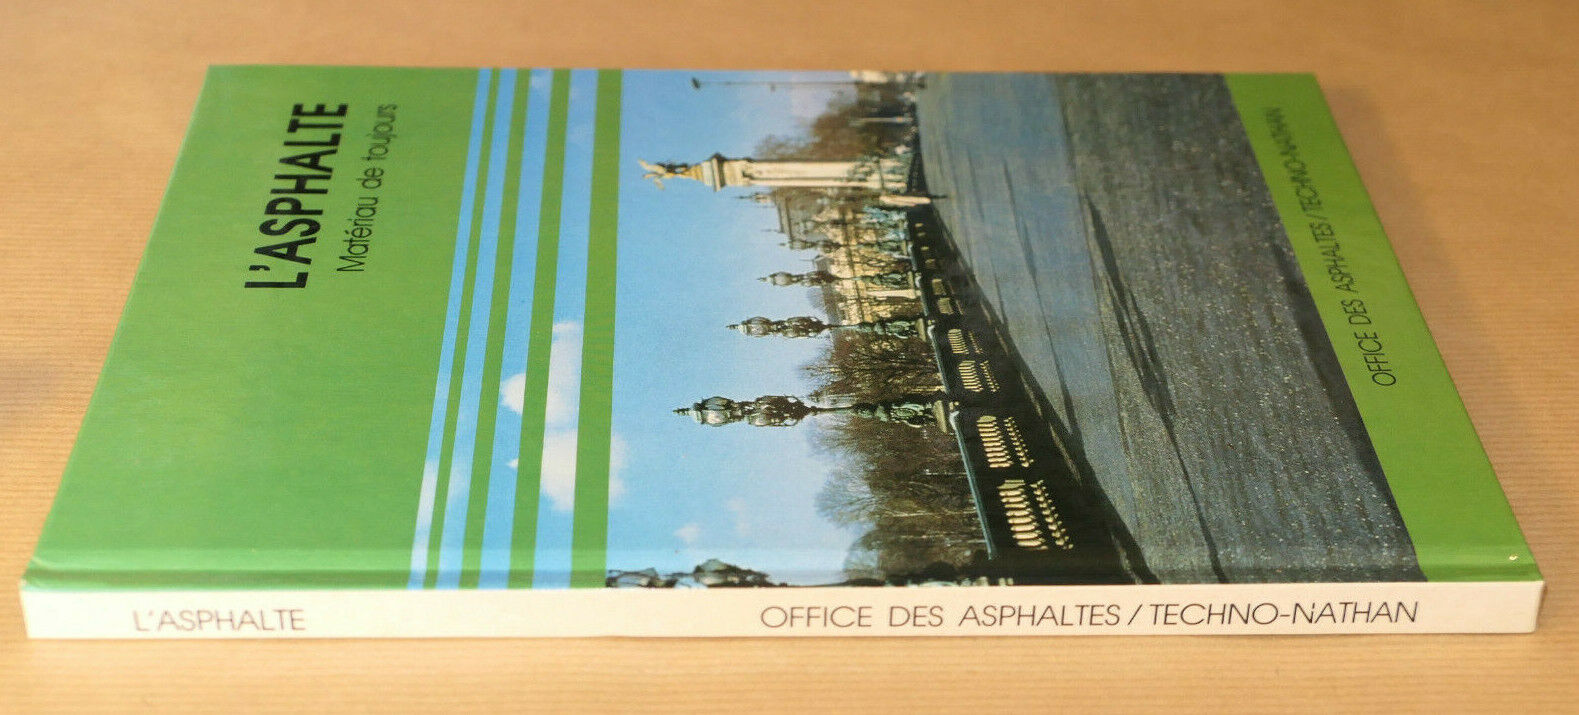 L'ASPHALTE
Matériau de toujours
OFFICE DES ASPHALTES/TECHNO-NATHAN
L'ASPHALTE
OFFICE DES ASPHALTES/TECHNO-NATHAN